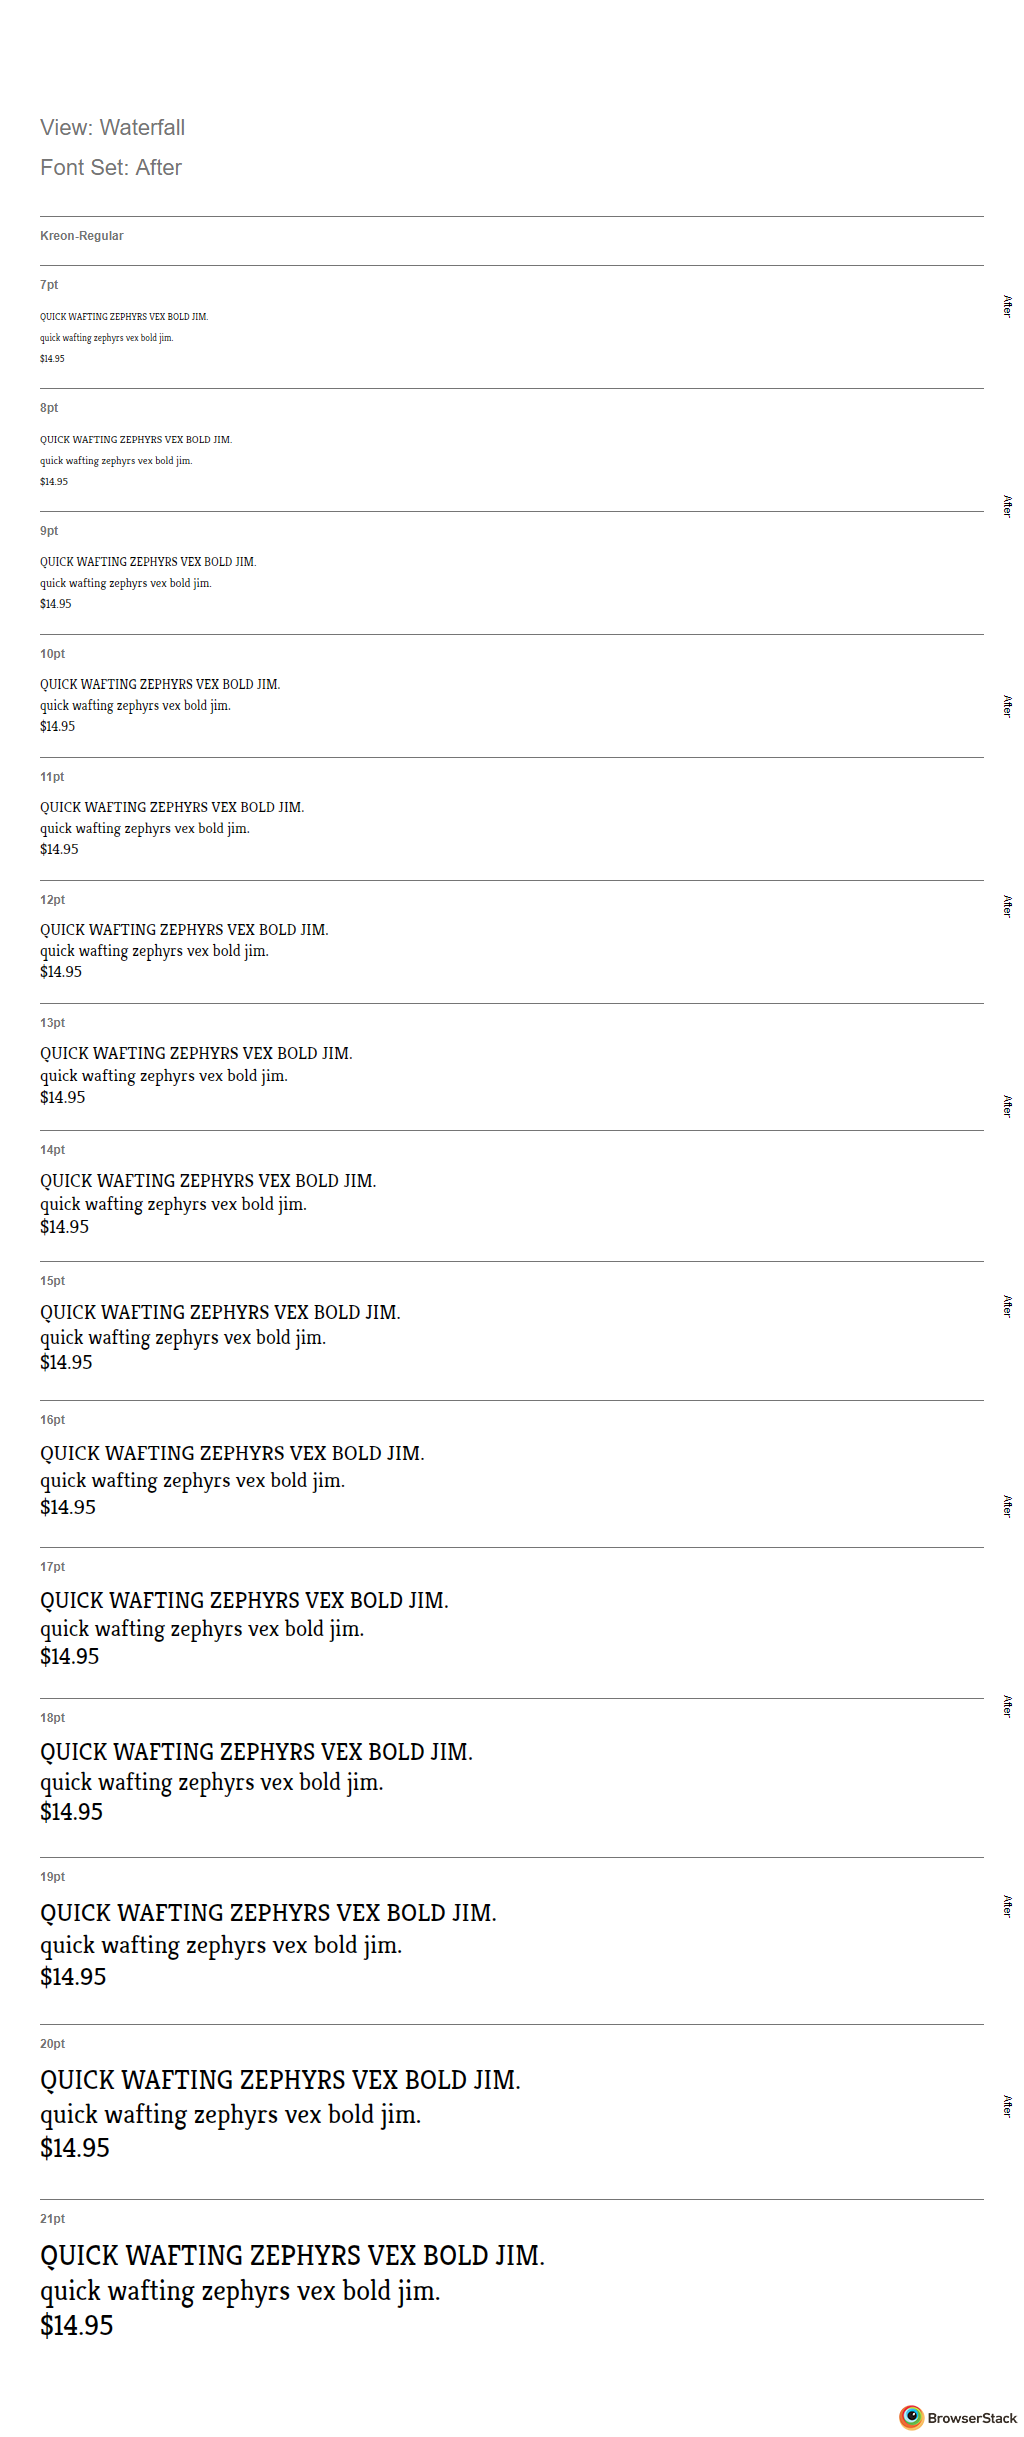 View: Waterfall
Font Set: After
Kreon-Regular
7pt
QUICK WAFTING ZEPHYRS VEX BOLD JIM.
quick wafting zephyrs vex bold jim.
$14.95
After
8pt
QUICK WAFTING ZEPHYRS VEX BOLD JIM.
quick wafting zephyrs vex bold jim.
$14.95
After
9pt
QUICK WAFTING ZEPHYRS VEX BOLD JIM.
quick wafting zephyrs vex bold jim.
$14.95
10pt
QUICK WAFTING ZEPHYRS VEX BOLD JIM.
quick wafting zephyrs vex bold jim.
$14.95
After
11pt
QUICK WAFTING ZEPHYRS VEX BOLD JIM.
quick wafting zephyrs vex bold jim.
$14.95
12pt
QUICK WAFTING ZEPHYRS VEX BOLD JIM.
quick wafting zephyrs vex bold jim.
$14.95
After
13pt
QUICK WAFTING ZEPHYRS VEX BOLD JIM.
quick wafting zephyrs vex bold jim.
$14.95
After
14pt
QUICK WAFTING ZEPHYRS VEX BOLD JIM.
quick wafting zephyrs vex bold jim.
$14.95
15pt
QUICK WAFTING ZEPHYRS VEX BOLD JIM.
quick wafting zephyrs vex bold jim.
$14.95
After
16pt
QUICK WAFTING ZEPHYRS VEX BOLD JIM.
quick wafting zephyrs vex bold jim.
$14.95
After
17pt
QUICK WAFTING ZEPHYRS VEX BOLD JIM.
quick wafting zephyrs vex bold jim.
$14.95
After
18pt
QUICK WAFTING ZEPHYRS VEX BOLD JIM.
quick wafting zephyrs vex bold jim.
$14.95
19pt
QUICK WAFTING ZEPHYRS VEX BOLD JIM.
quick wafting zephyrs vex bold jim.
$14.95
After
20pt
QUICK WAFTING ZEPHYRS VEX BOLD JIM.
quick wafting zephyrs vex bold jim.
$14.95
After
21pt
QUICK WAFTING ZEPHYRS VEX BOLD JIM.
quick wafting zephyrs vex bold jim.
$14.95
BrowserStack